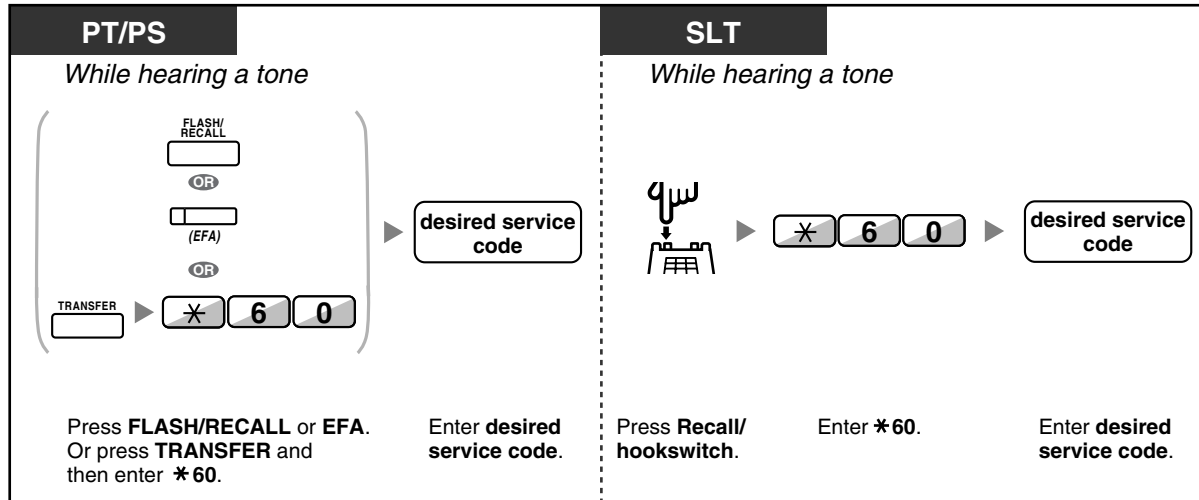 PT/PS
While hearing a tone
FLASH/
RECALL
OR
(EFA)
OR
TRANSFER
* 6 0
desired service
code
Press FLASH/RECALL or EFA.
Or press TRANSFER and
then enter *60.
Enter desired
service code.
SLT
While hearing a tone
* 6 0
desired service
code
Press Recall/
hookswitch.
Enter *60.
Enter desired
service code.